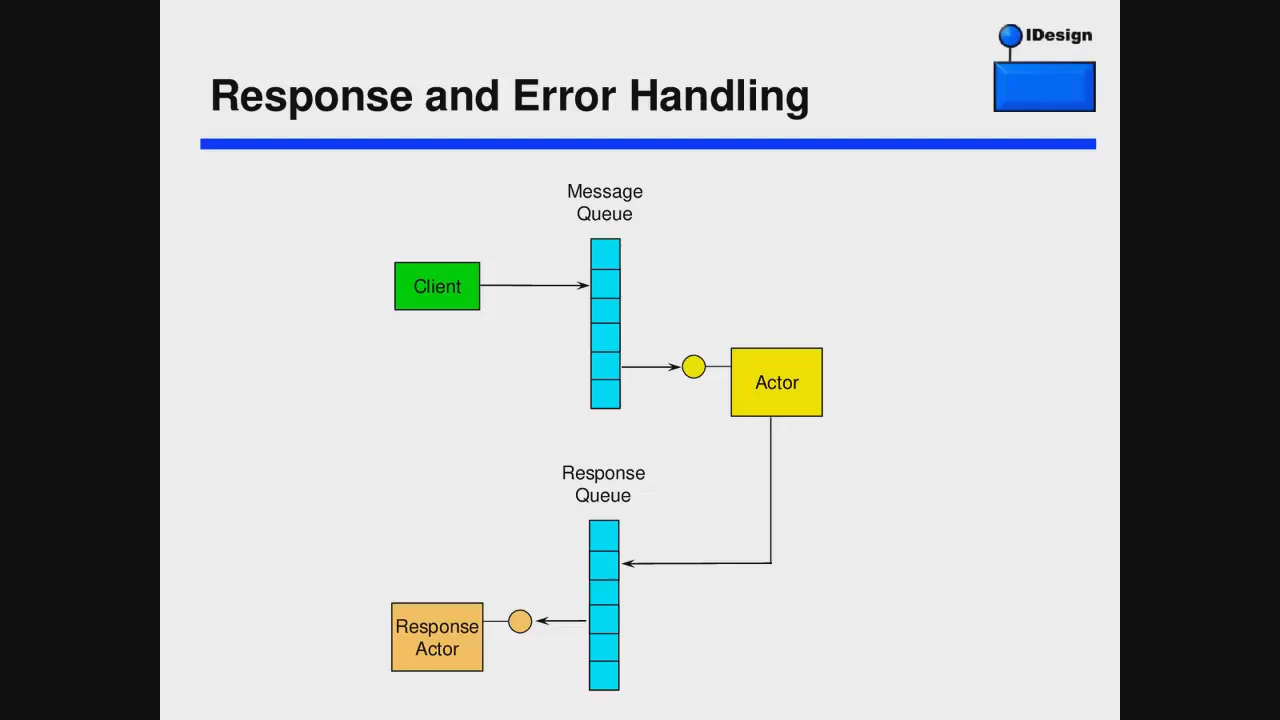 IDesign
Response and Error Handling
Message
Queue
Client
Actor
Response
Queue
Response
Actor